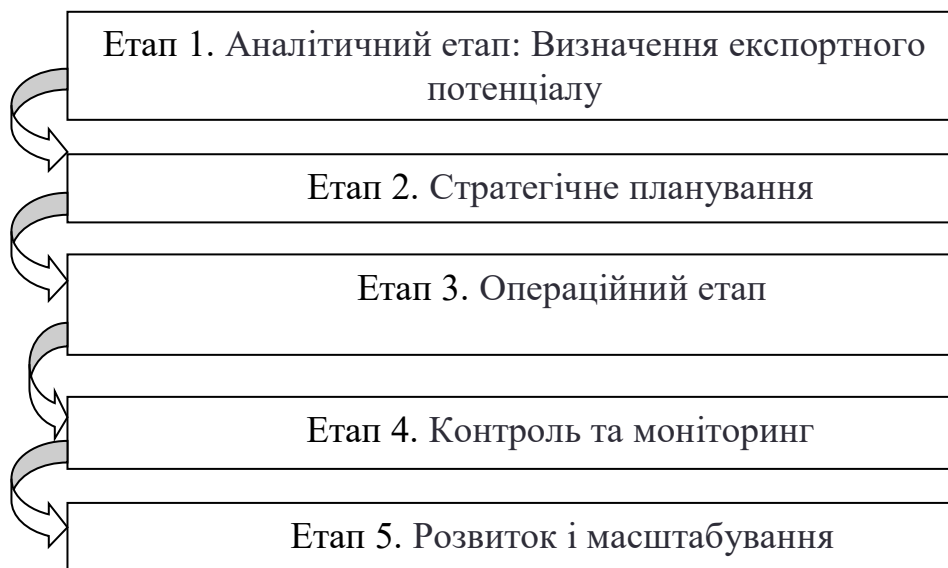 Етап 1. Аналітичний етап: Визначення експортного
потенціалу
Етап 2. Стратегічне планування
Етап 3. Операційний етап
Етап 4. Контроль та моніторинг
Етап 5. Розвиток і масштабування